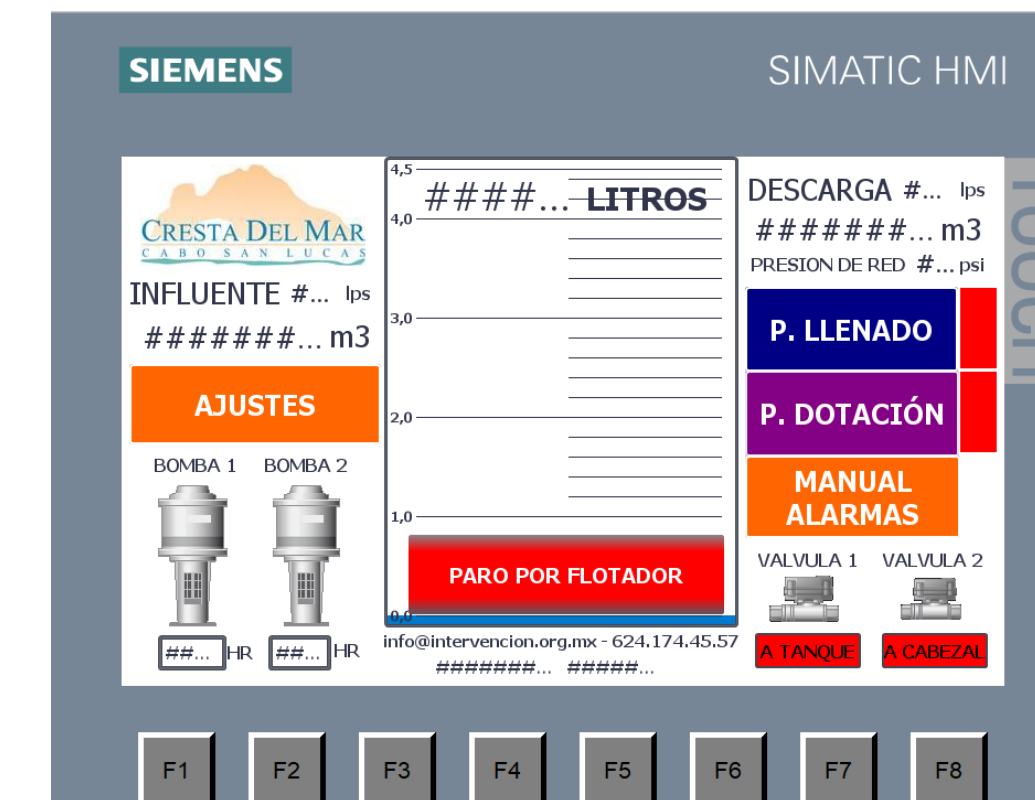 SIEMENS
SIMATIC HMI
CRESTA DEL MAR
CABO SAN LUCAS
INFLUENTE #... lps
#######... m3
AJUSTES
BOMBA 1 BOMBA 2
##... HR ##... HR
4,5
####... LITROS
4,0
3,0
2,0
1,0
PARO POR FLOTADOR
0,0
info@intervencion.org.mx - 624.174.45.57
#######... #####...
DESCARGA #... lps
#######... m3
PRESION DE RED #... psi
P. LLENADO
P. DOTACIÓN
MANUAL
ALARMAS
VALVULA 1 VALVULA 2
A TANQUE A CABEZAL
F1 F2 F3 F4 F5 F6 F7 F8